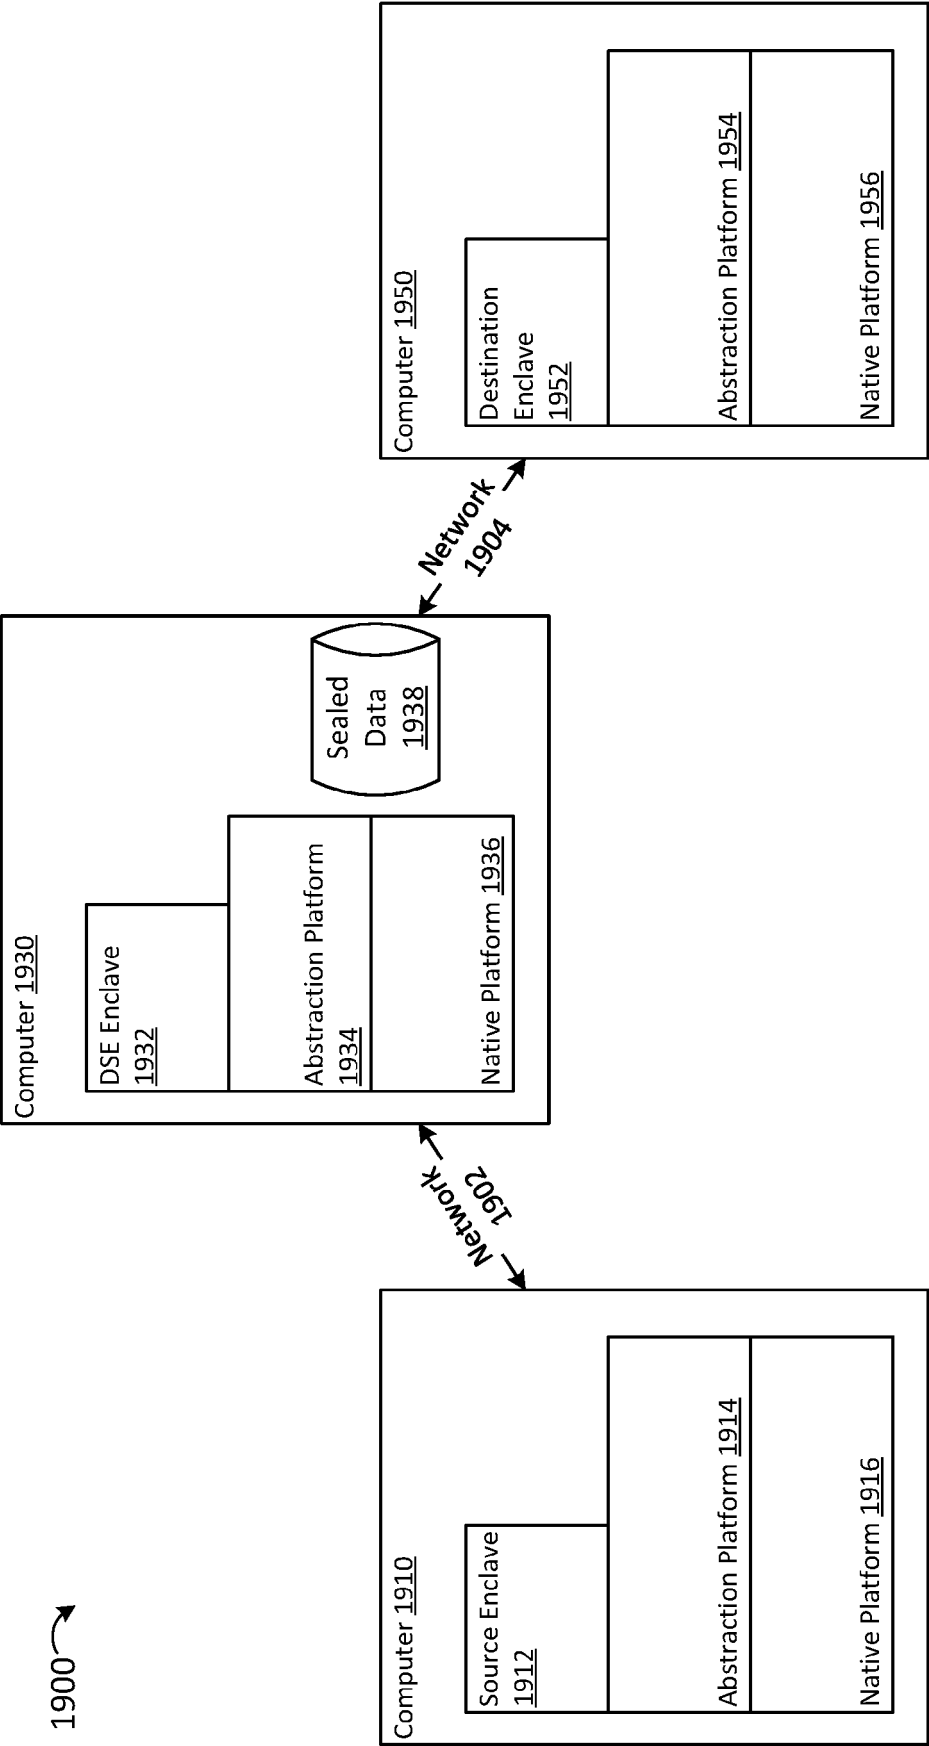 1900
Computer 1910
Source Enclave
1912
Abstraction Platform 1914
Native Platform 1916
Network
1902
Computer 1930
DSE Enclave
1932
Abstraction Platform
1934
Native Platform 1936
Sealed
Data
1938
Network
1904
Computer 1950
Destination
Enclave
1952
Abstraction Platform 1954
Native Platform 1956